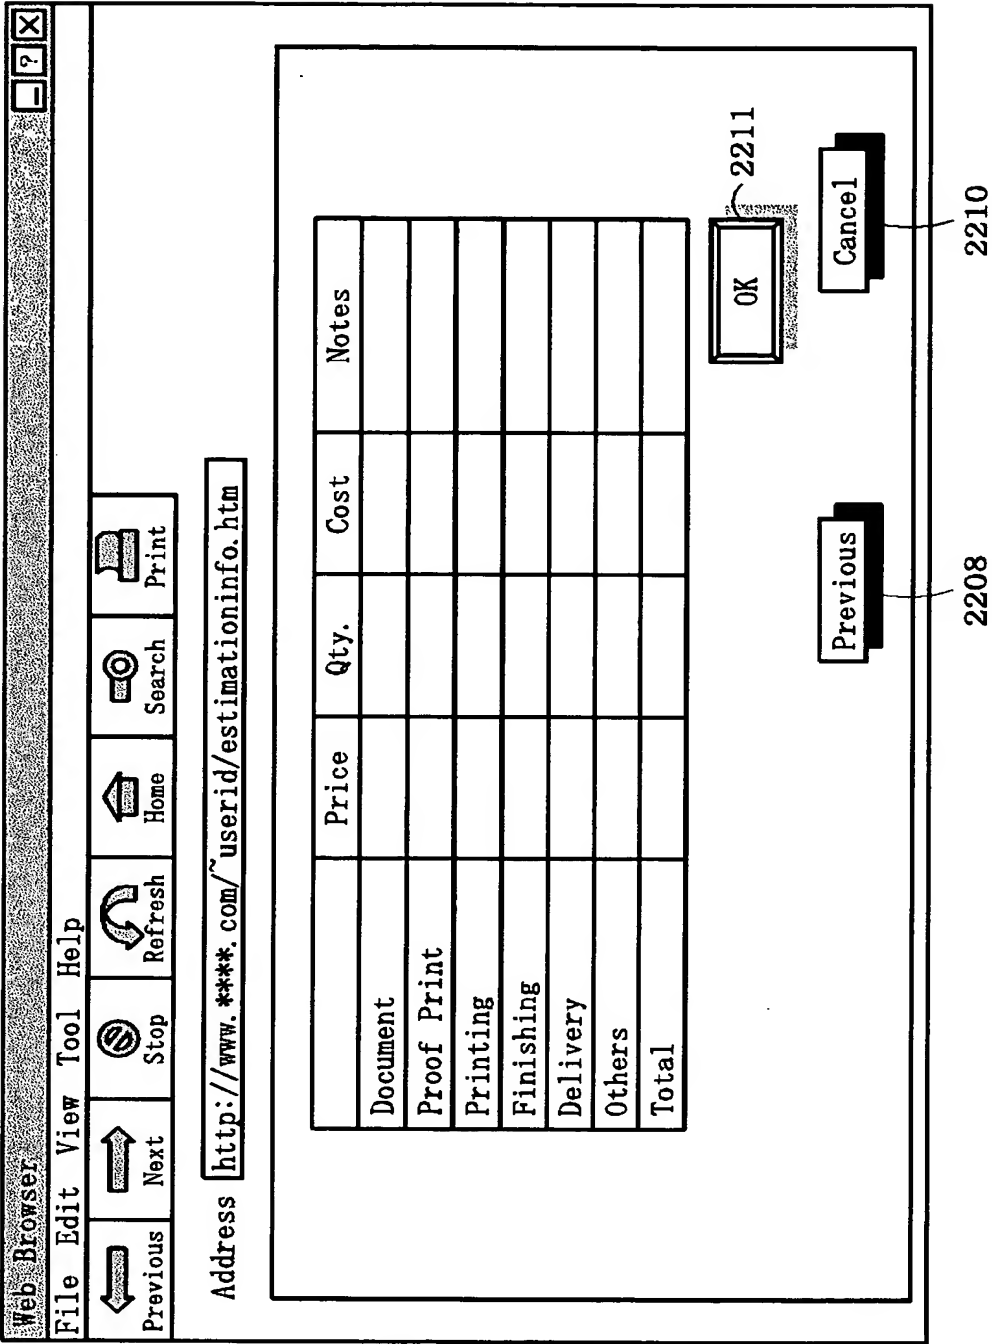 Web Browser
_ ? X
File Edit View Tool Help
Previous Next Stop Refresh Home Search Print
Address http://www.****.com/~userid/estimationinfo.htm
Price Qty. Cost Notes
Document
Proof Print
Printing
Finishing
Delivery
Others
Total
OK 2211
Previous Cancel
2208 2210